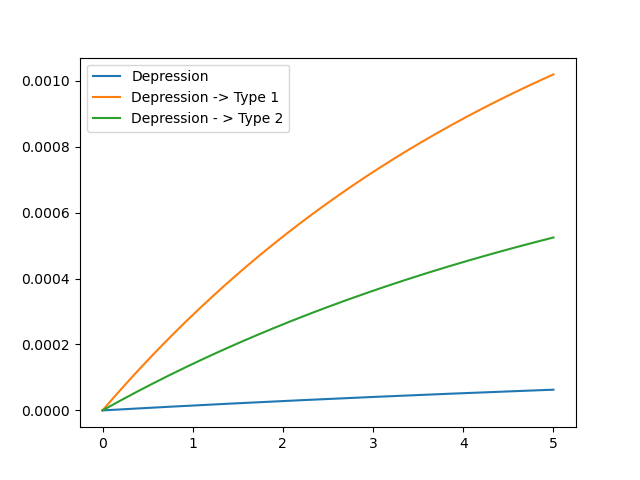 Depression
Depression -> Type 1
Depression - > Type 2
0.0010
0.0008
0.0006
0.0004
0.0002
0.0000
0 1 2 3 4 5